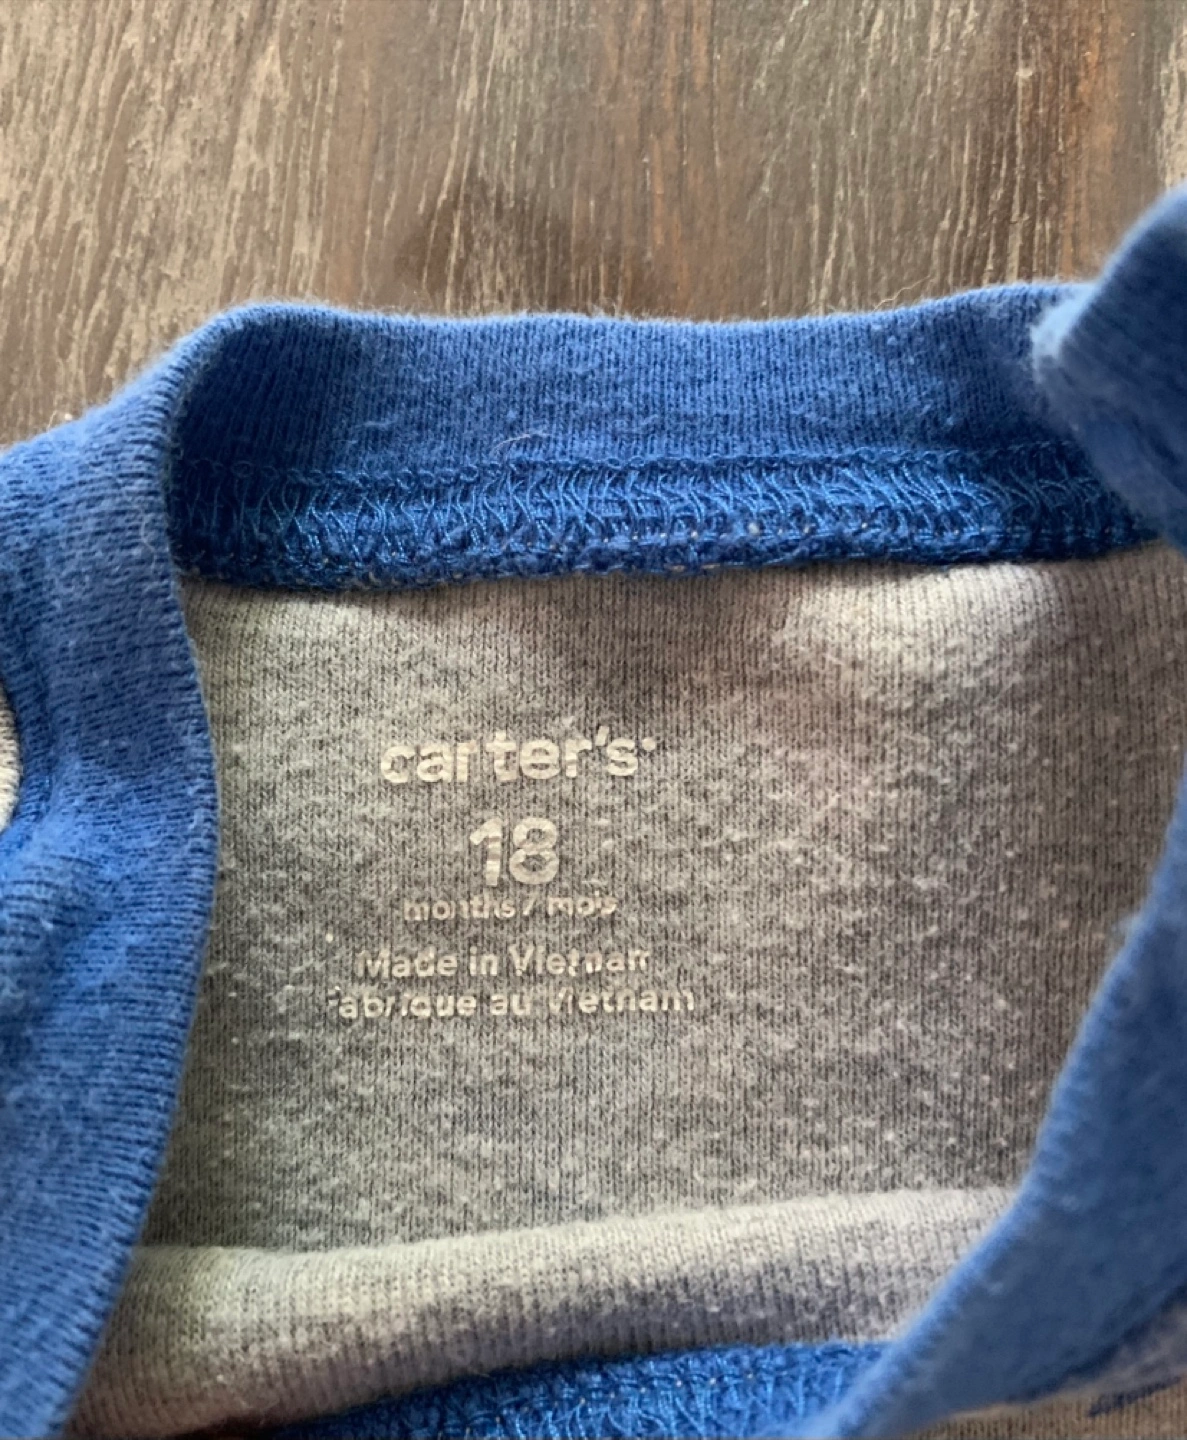 carter's
18
months / mois
Made in Vietnam
Fabriqué au Vietnam